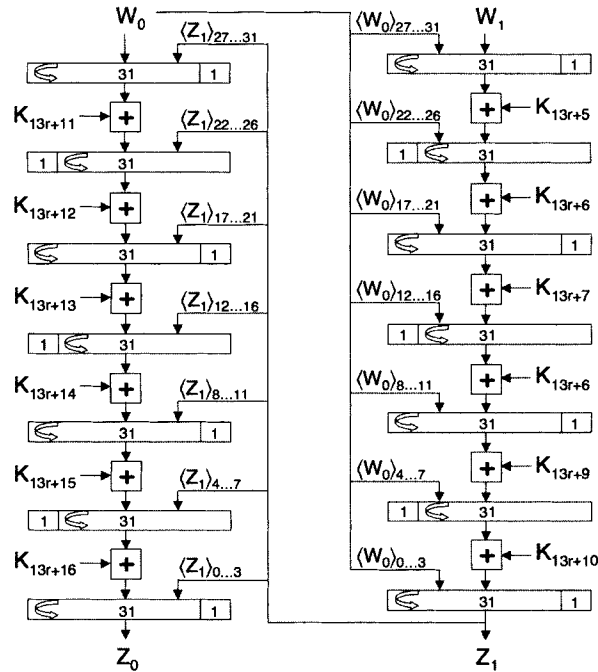 W₀ ⟨W₀⟩₂₇...₃₁ W₁
⟨Z₁⟩₂₇...₃₁
31 1 31 1
K₁₃ᵣ₊₁₁ + ⟨Z₁⟩₂₂...₂₆ ⟨W₀⟩₂₂...₂₆ + K₁₃ᵣ₊₅
1 31 1 31
K₁₃ᵣ₊₁₂ + ⟨Z₁⟩₁₇...₂₁ ⟨W₀⟩₁₇...₂₁ + K₁₃ᵣ₊₆
31 1 31 1
K₁₃ᵣ₊₁₃ + ⟨Z₁⟩₁₂...₁₆ ⟨W₀⟩₁₂...₁₆ + K₁₃ᵣ₊₇
1 31 1 31
K₁₃ᵣ₊₁₄ + ⟨Z₁⟩₈...₁₁ ⟨W₀⟩₈...₁₁ + K₁₃ᵣ₊₆
31 1 31 1
K₁₃ᵣ₊₁₅ + ⟨Z₁⟩₄...₇ ⟨W₀⟩₄...₇ + K₁₃ᵣ₊₉
1 31 1 31
K₁₃ᵣ₊₁₆ + ⟨Z₁⟩₀...₃ ⟨W₀⟩₀...₃ + K₁₃ᵣ₊₁₀
31 1 31 1
Z₀ Z₁